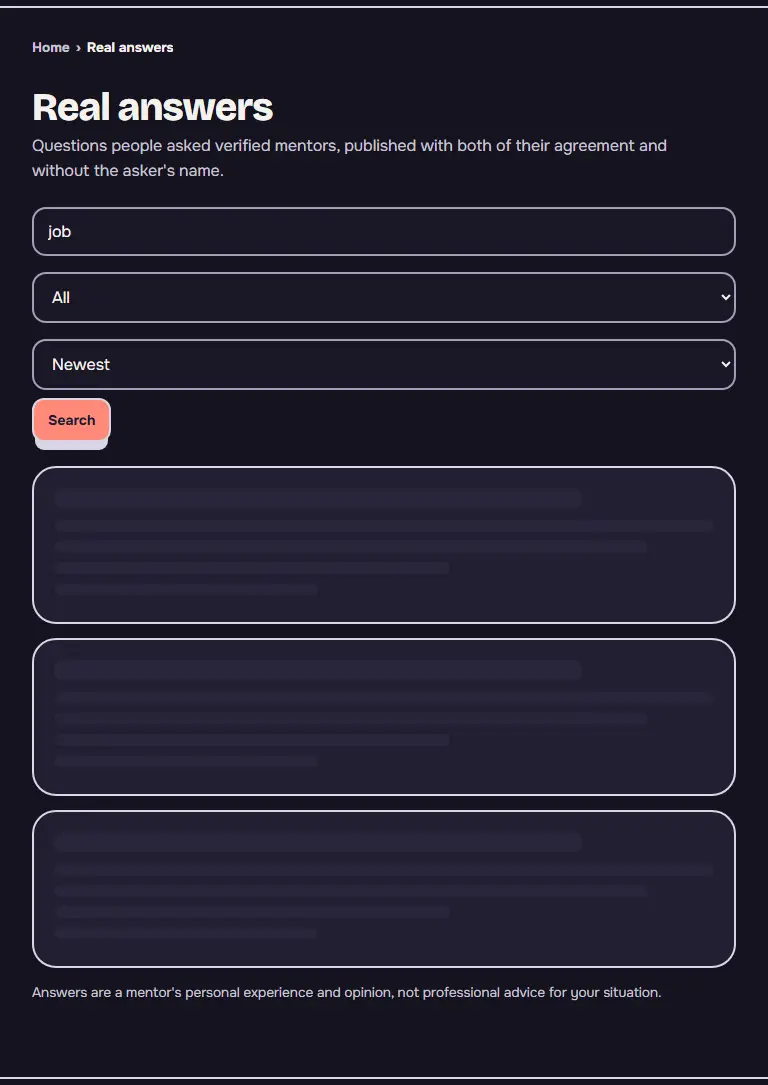 Home › Real answers
Real answers
Questions people asked verified mentors, published with both of their agreement and
without the asker's name.
job
All
Newest
Search
Answers are a mentor's personal experience and opinion, not professional advice for your situation.